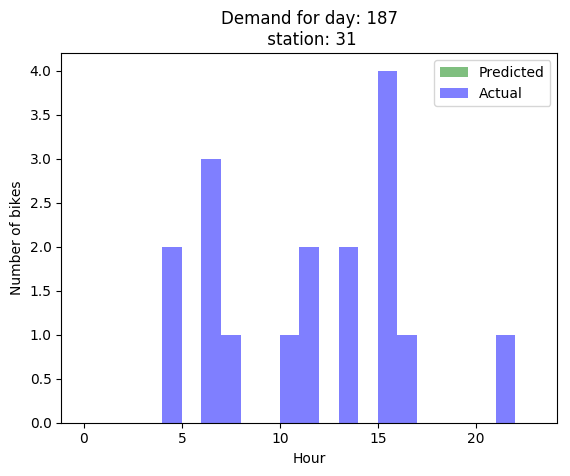 Demand for day: 187
station: 31
Predicted
Actual
4.0
3.5
3.0
2.5
2.0
1.5
1.0
0.5
0.0
Number of bikes
0 5 10 15 20
Hour